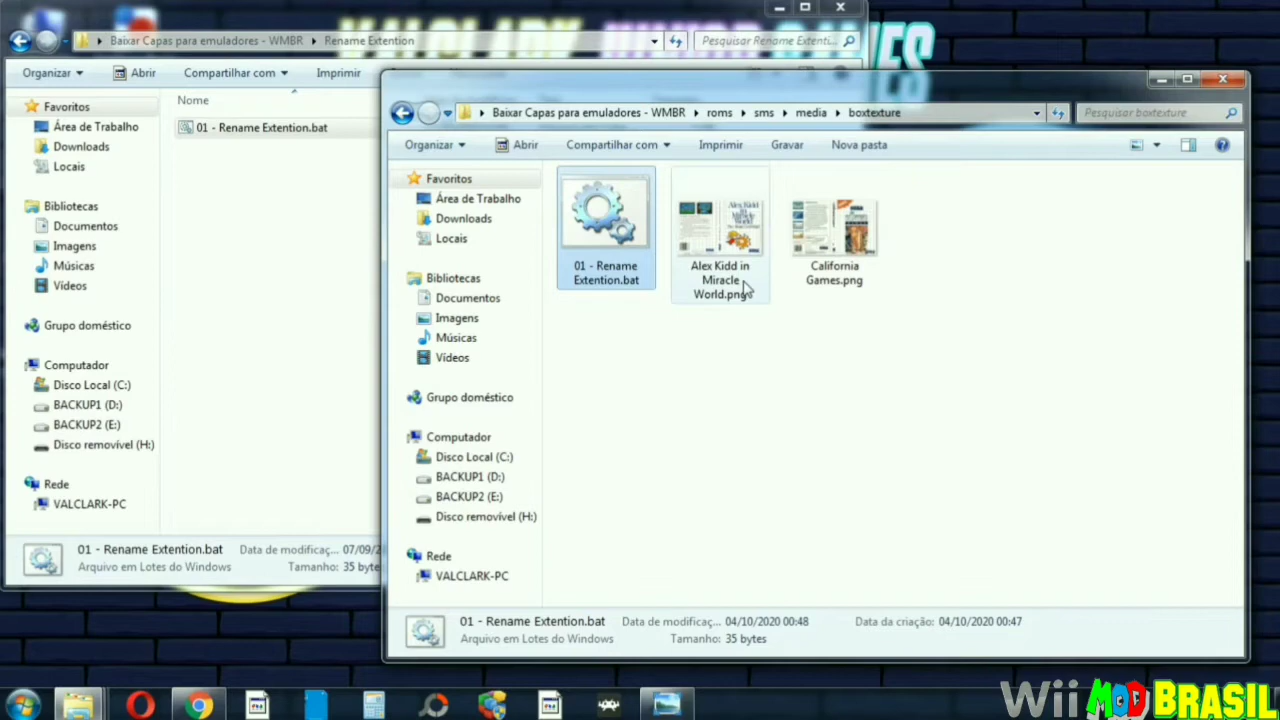 Baixar Capas para emuladores - WMBR
Rename Extention
Pesquisar Rename Extenti...
Organizar
Abrir
Compartilhar com
Imprimir
Favoritos
Área de Trabalho
Downloads
Locais
Bibliotecas
Documentos
Imagens
Músicas
Vídeos
Grupo doméstico
Computador
Disco Local (C:)
BACKUP1 (D:)
BACKUP2 (E:)
Disco removível (H:)
Rede
VALCLARK-PC
Nome
01 - Rename Extention.bat
01 - Rename Extention.bat
Data de modificaç... 07/09/2
Arquivo em Lotes do Windows
Tamanho: 35 byte
Baixar Capas para emuladores - WMBR
roms
sms
media
boxtexture
Pesquisar boxtexture
Organizar
Abrir
Compartilhar com
Imprimir
Gravar
Nova pasta
Favoritos
Área de Trabalho
Downloads
Locais
Bibliotecas
Documentos
Imagens
Músicas
Vídeos
Grupo doméstico
Computador
Disco Local (C:)
BACKUP1 (D:)
BACKUP2 (E:)
Disco removível (H:)
Rede
VALCLARK-PC
01 - Rename
Extention.bat
Alex Kidd in
Miracle
World.png
California
Games.png
01 - Rename Extention.bat
Data de modificaç... 04/10/2020 00:48
Data da criação: 04/10/2020 00:47
Arquivo em Lotes do Windows
Tamanho: 35 bytes
Wii MOD BRASIL